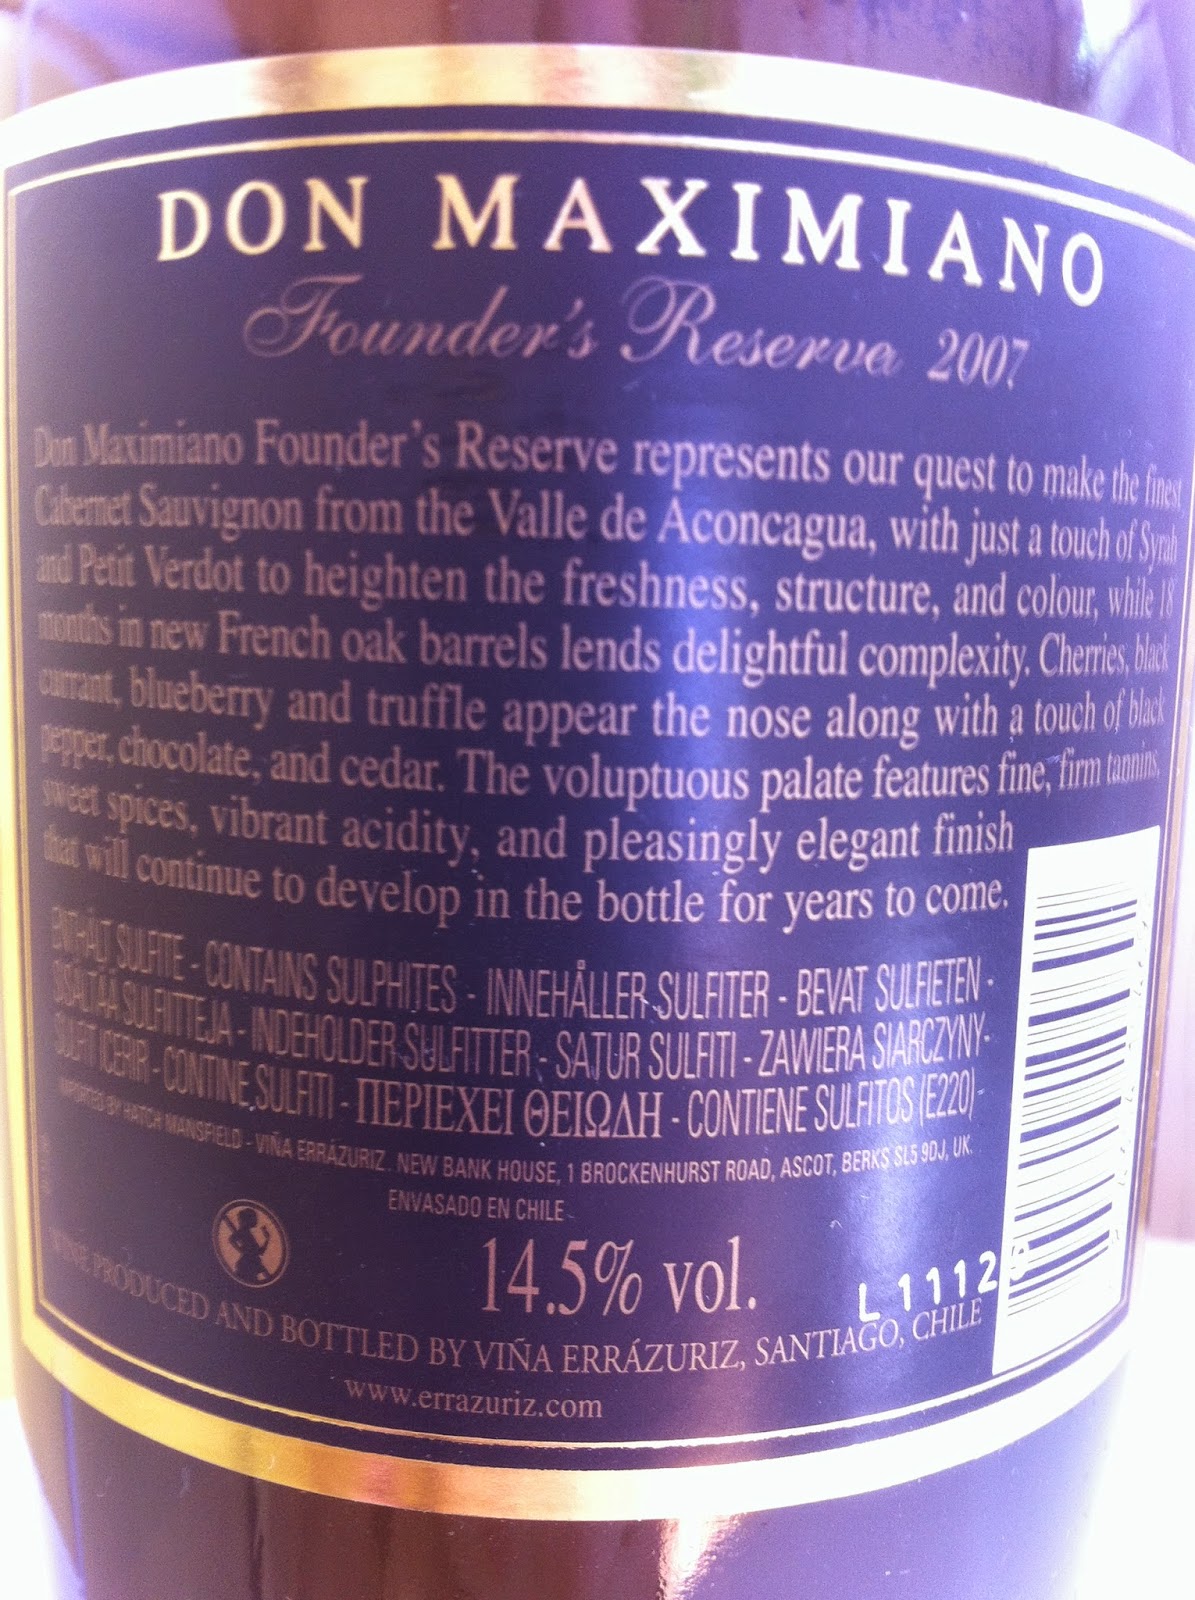 DON MAXIMIANO
Founder's Reserve 2007
Don Maximiano Founder's Reserve represents our quest to make the finest
Cabernet Sauvignon from the Valle de Aconcagua, with just a touch of Syrah
and Petit Verdot to heighten the freshness, structure, and colour, while 18
months in new French oak barrels lends delightful complexity. Cherries, black
currant, blueberry and truffle appear the nose along with a touch of black
pepper, chocolate, and cedar. The voluptuous palate features fine, firm tannins,
sweet spices, vibrant acidity, and pleasingly elegant finish
that will continue to develop in the bottle for years to come.
ENTHÄLT SULFITE - CONTAINS SULPHITES - INNEHÅLLER SULFITER - BEVAT SULFIETEN -
SISÄLTÄÄ SULFIITTEJA - INDEHOLDER SULFITTER - SATUR SULFITI - ZAWIERA SIARCZYNY-
CONTINE SULFITI - ΠΕΡΙΕΧΕΙ ΘΕΙΩΔΗ - CONTIENE SULFITOS (E220) -
IMPORTED BY HATCH MANSFIELD - VIÑA ERRÁZURIZ. NEW BANK HOUSE, 1 BROCKENHURST ROAD, ASCOT, BERKS SL5 9DJ, UK.
ENVASADO EN CHILE
14.5% vol.
L1112
WINE PRODUCED AND BOTTLED BY VIÑA ERRÁZURIZ, SANTIAGO, CHILE
www.errazuriz.com